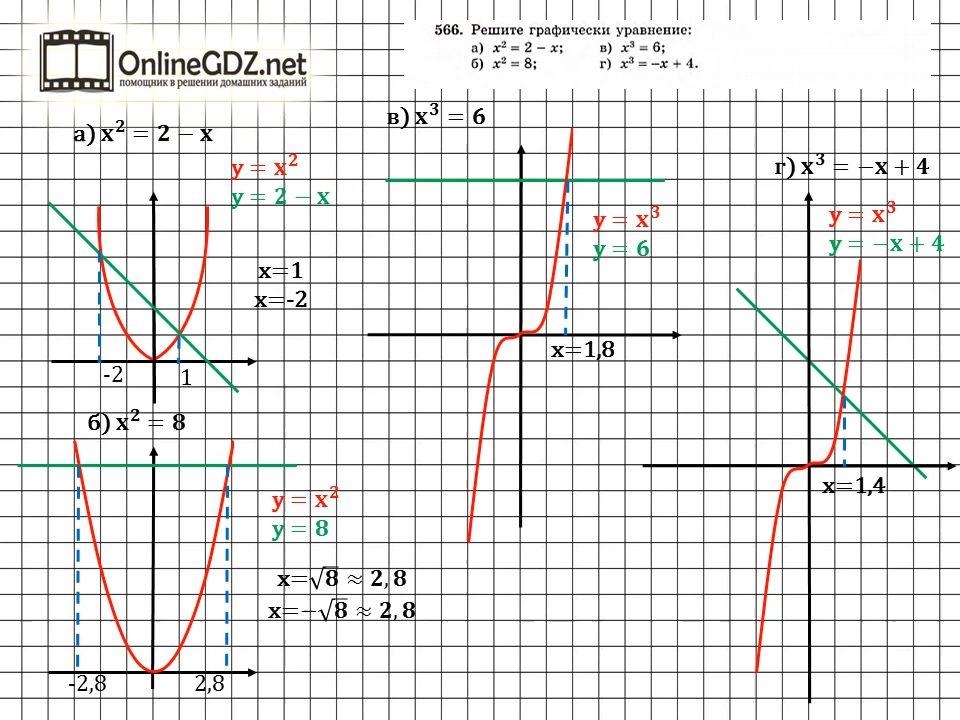 OnlineGDZ.net
помощник в решении домашних заданий
566. Решите графически уравнение:
а) x² = 2 – x; в) x³ = 6;
б) x² = 8; г) x³ = –x + 4.
а) x² = 2 − x
y = x²
y = 2 − x
x=1
x=-2
-2
1
б) x² = 8
y = x²
y = 8
x=√8 ≈ 2,8
x=−√8 ≈ 2,8
-2,8
2,8
в) x³ = 6
y = x³
y = 6
x=1,8
г) x³ = −x + 4
y = x³
y = −x + 4
x=1,4